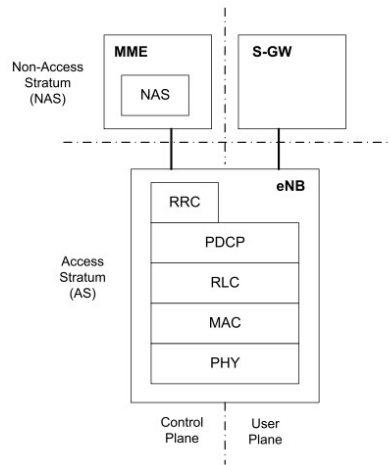 MME
S-GW
Non-Access
Stratum
(NAS)
NAS
eNB
RRC
PDCP
Access
Stratum
(AS)
RLC
MAC
PHY
Control
Plane
User
Plane